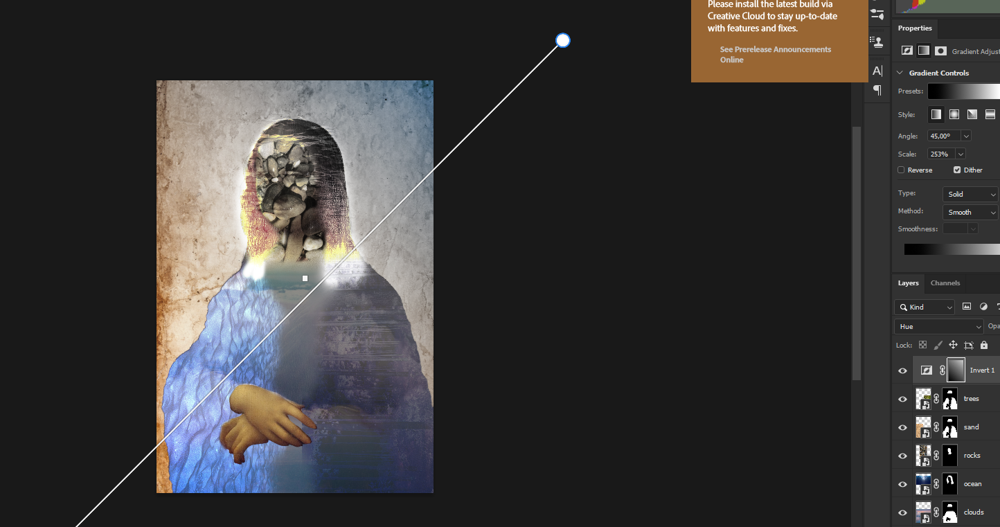 Please install the latest build via
Creative Cloud to stay up-to-date
with features and fixes.
See Prerelease Announcements
Online
Properties
Gradient Adjust
Gradient Controls
Presets:
Style:
Angle: 45,00º
Scale: 253%
Reverse Dither
Type: Solid
Method: Smooth
Smoothness:
Layers Channels
Kind
Hue Opa
Lock:
Invert 1
trees
sand
rocks
ocean
clouds